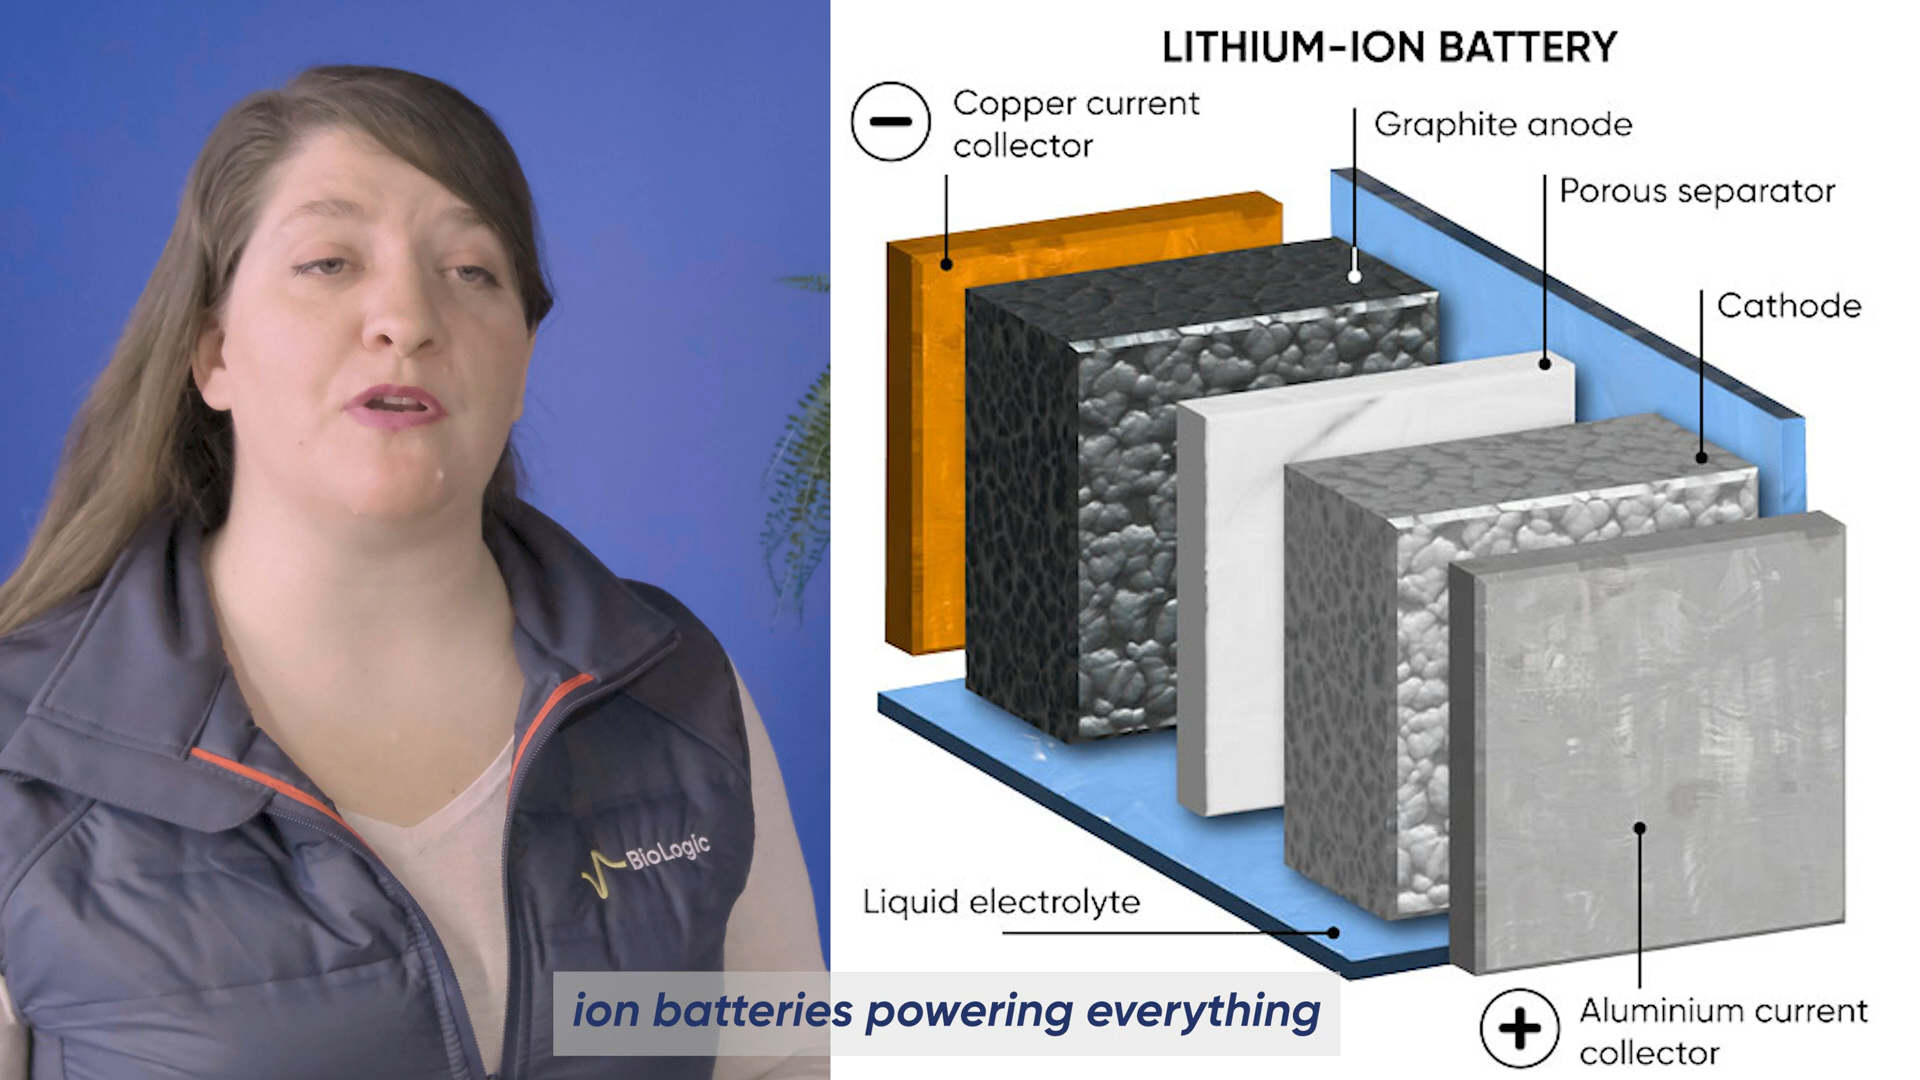 LITHIUM-ION BATTERY
Copper current
collector
Graphite anode
Porous separator
Cathode
BioLogic
Liquid electrolyte
ion batteries powering everything
Aluminium current
collector